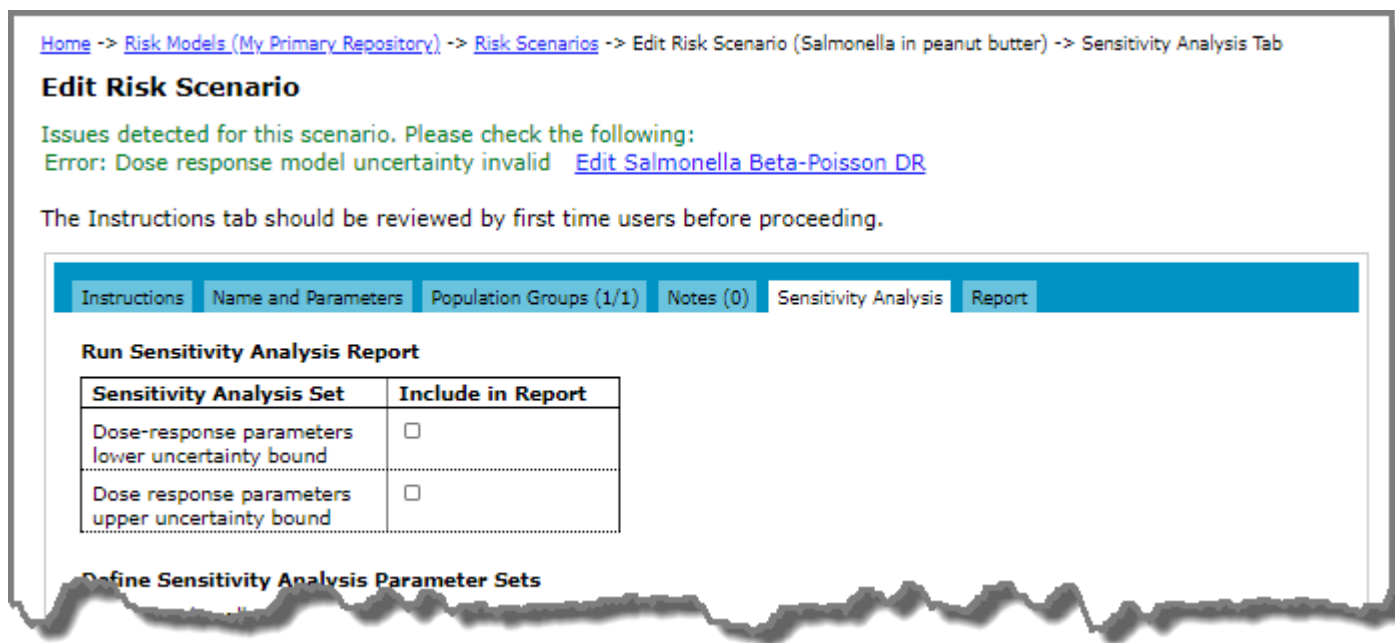 Home -> Risk Models (My Primary Repository) -> Risk Scenarios -> Edit Risk Scenario (Salmonella in peanut butter) -> Sensitivity Analysis Tab
Edit Risk Scenario
Issues detected for this scenario. Please check the following:
Error: Dose response model uncertainty invalid Edit Salmonella Beta-Poisson DR
The Instructions tab should be reviewed by first time users before proceeding.
Instructions Name and Parameters Population Groups (1/1) Notes (0) Sensitivity Analysis Report
Run Sensitivity Analysis Report
Sensitivity Analysis Set Include in Report
Dose-response parameters
lower uncertainty bound
Dose response parameters
upper uncertainty bound
Define Sensitivity Analysis Parameter Sets